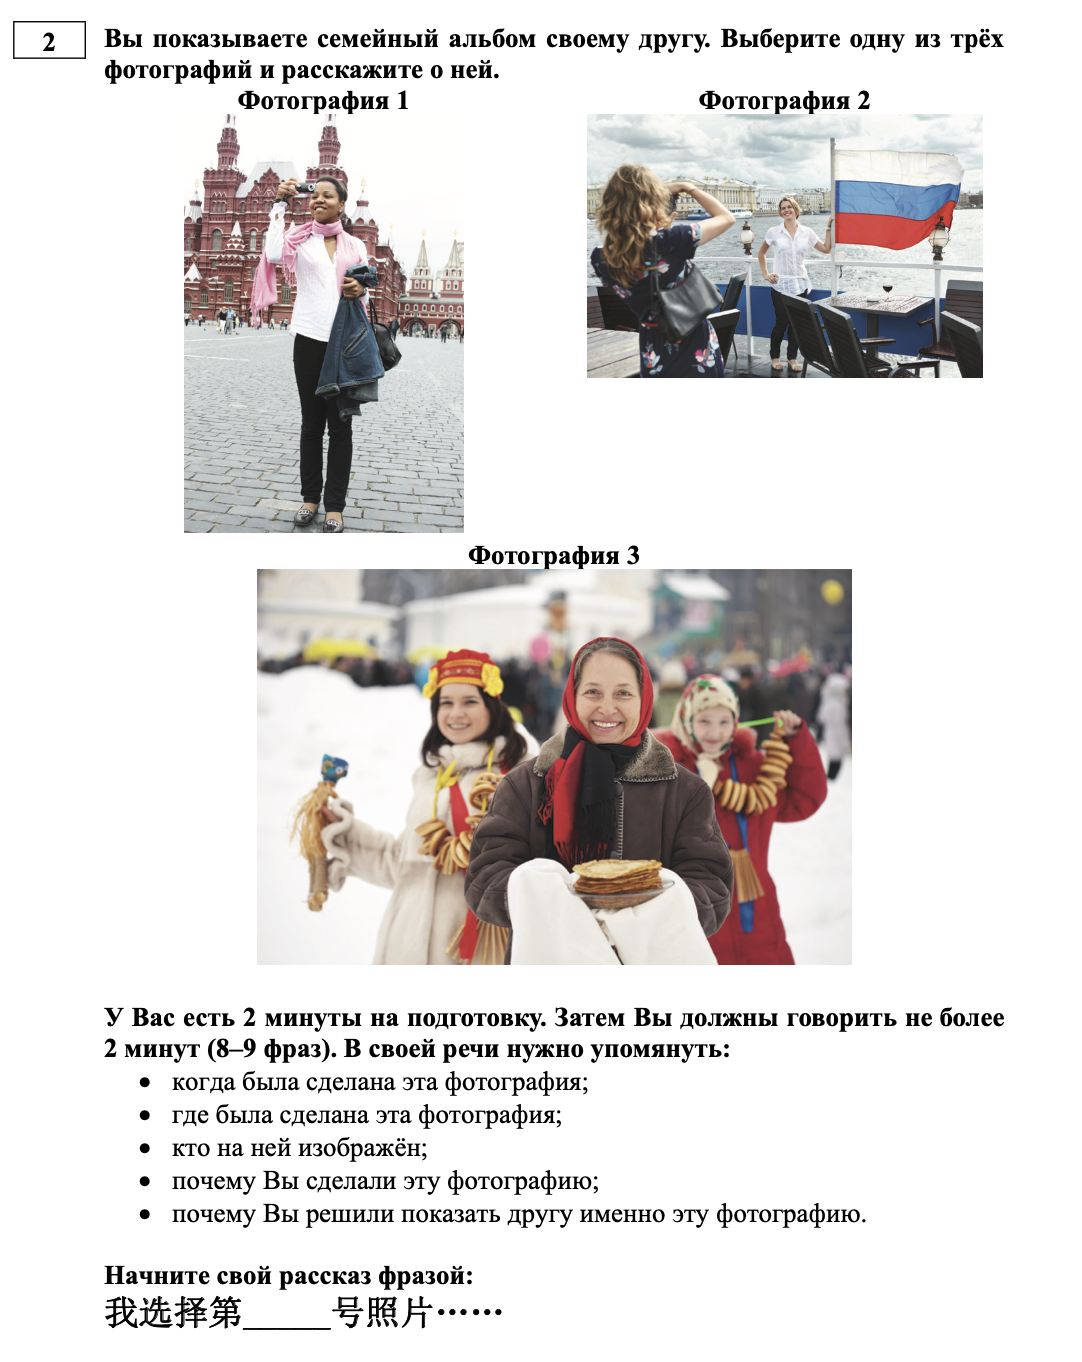 2
Вы показываете семейный альбом своему другу. Выберите одну из трёх
фотографий и расскажите о ней.
Фотография 1
Фотография 2
Фотография 3
У Вас есть 2 минуты на подготовку. Затем Вы должны говорить не более
2 минут (8–9 фраз). В своей речи нужно упомянуть:
• когда была сделана эта фотография;
• где была сделана эта фотография;
• кто на ней изображён;
• почему Вы сделали эту фотографию;
• почему Вы решили показать другу именно эту фотографию.
Начните свой рассказ фразой:
我选择第_____号照片······